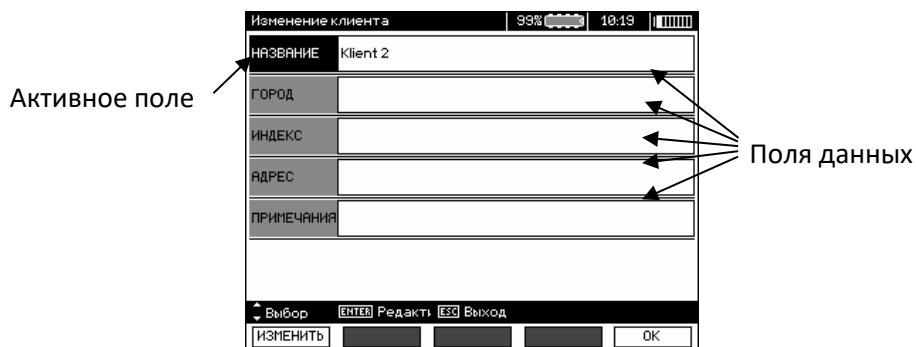 Изменение клиента 99% 10:19
НАЗВАНИЕ Klient 2
Активное поле
ГОРОД
ИНДЕКС
Поля данных
АДРЕС
ПРИМЕЧАНИЯ
Выбор ENTER Редакти ESC Выход
ИЗМЕНИТЬ OK